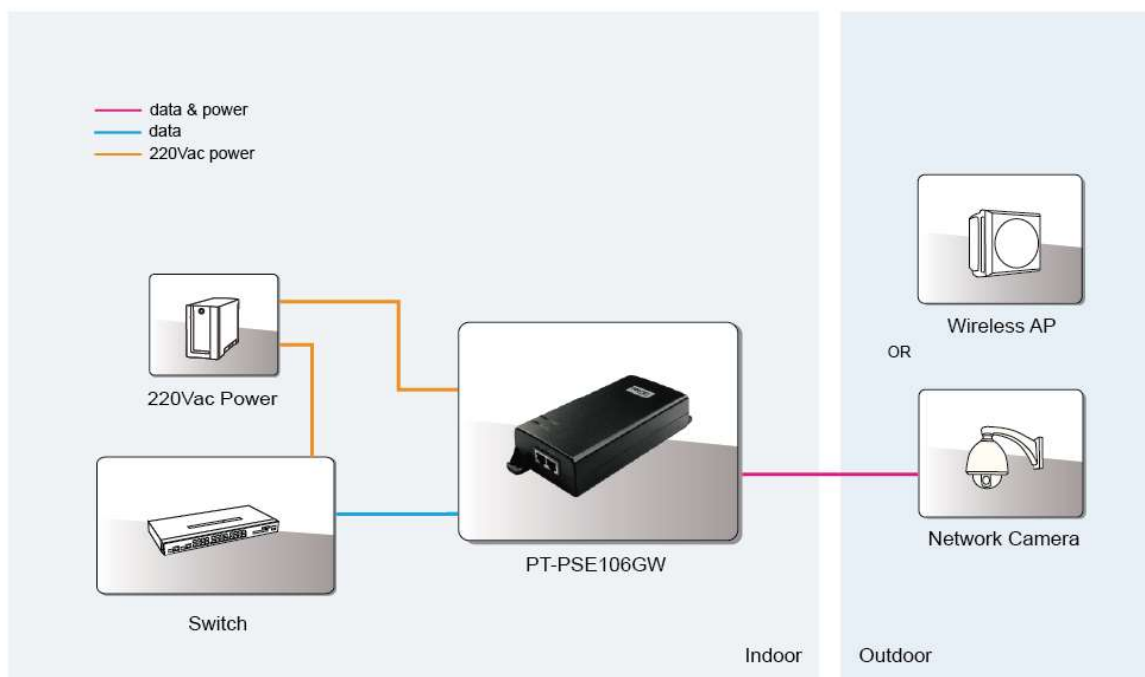 data & power
data
220Vac power
220Vac Power
Switch
PT-PSE106GW
Indoor
Wireless AP
OR
Network Camera
Outdoor